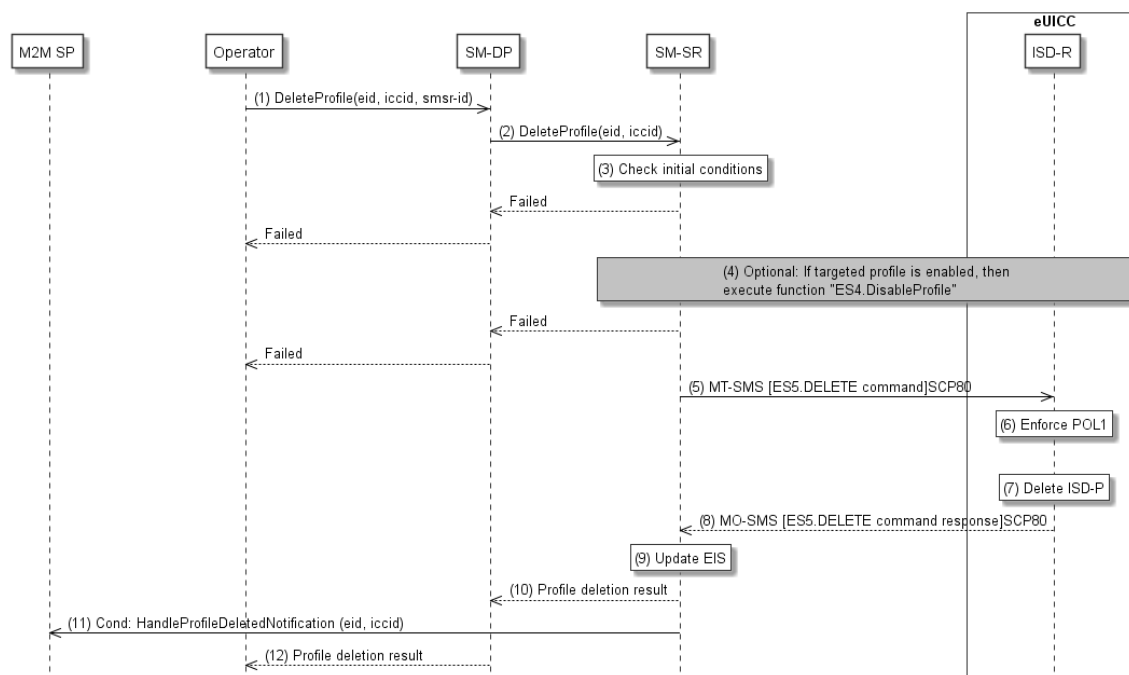 eUICC
M2M SP
Operator
SM-DP
SM-SR
ISD-R
(1) DeleteProfile(eid, iccid, smsr-id)
(2) DeleteProfile(eid, iccid)
(3) Check initial conditions
Failed
Failed
(4) Optional: If targeted profile is enabled, then
execute function "ES4.DisableProfile"
Failed
Failed
(5) MT-SMS [ES5.DELETE command]SCP80
(6) Enforce POL1
(7) Delete ISD-P
(8) MO-SMS [ES5.DELETE command response]SCP80
(9) Update EIS
(10) Profile deletion result
(11) Cond: HandleProfileDeletedNotification (eid, iccid)
(12) Profile deletion result